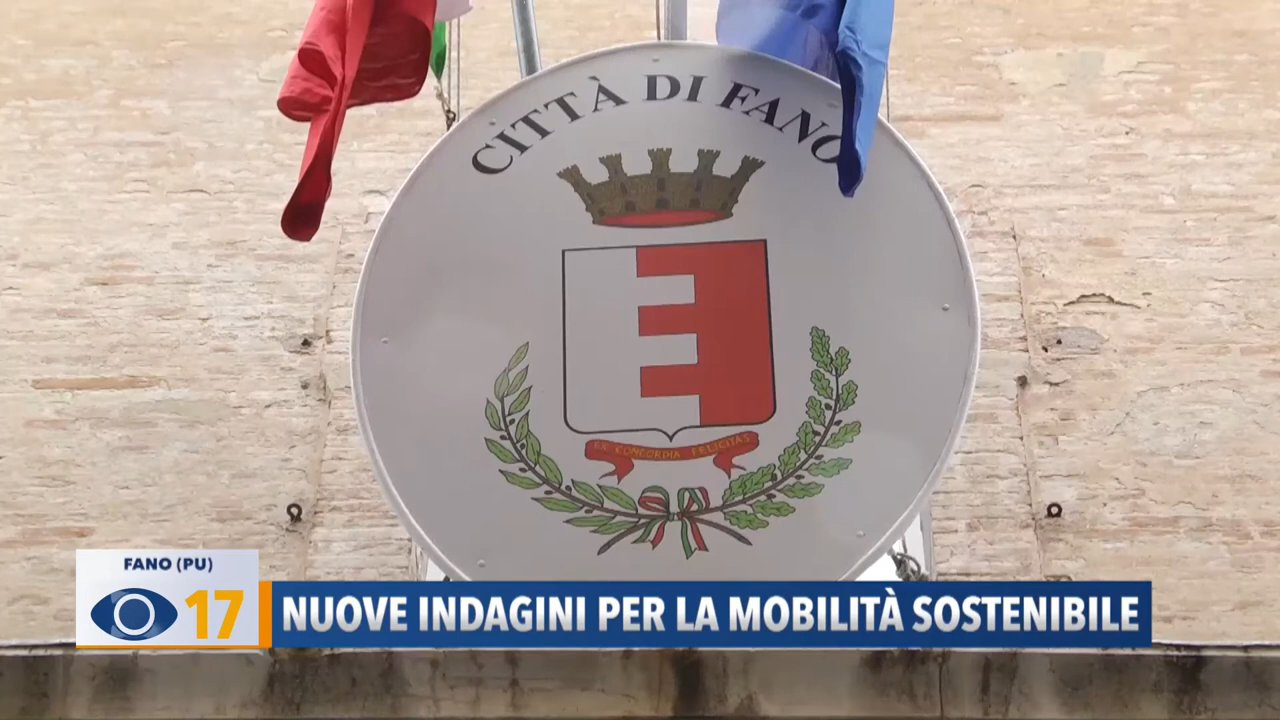 CITTÀ DI FANO
EX CONCORDIA FELICITAS
FANO (PU)
17
NUOVE INDAGINI PER LA MOBILITÀ SOSTENIBILE